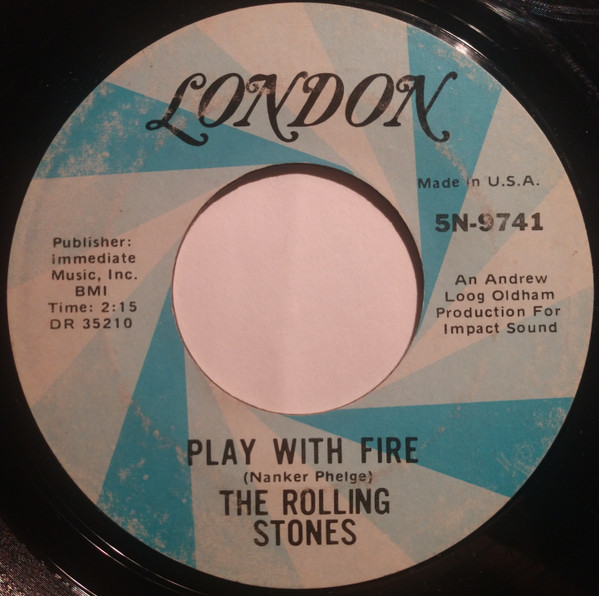 LONDON
Made in U.S.A.
5N-9741
Publisher:
immediate
Music, Inc.
BMI
Time: 2:15
DR 35210
An Andrew
Loog Oldham
Production For
Impact Sound
PLAY WITH FIRE
(Nanker Phelge)
THE ROLLING
STONES